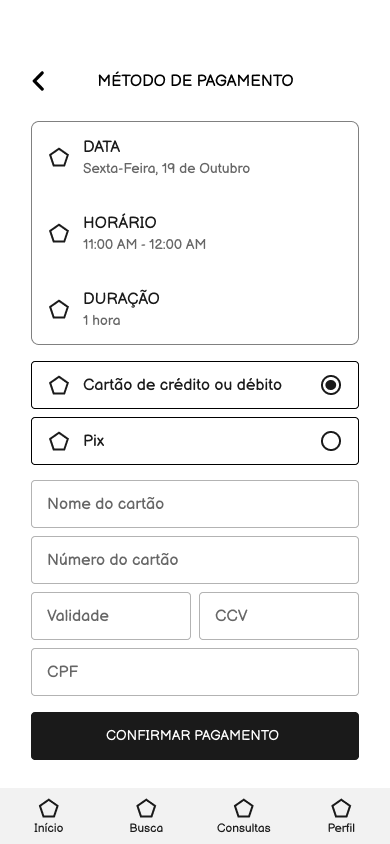 MÉTODO DE PAGAMENTO
DATA
Sexta-Feira, 19 de Outubro
HORÁRIO
11:00 AM - 12:00 AM
DURAÇÃO
1 hora
Cartão de crédito ou débito
Pix
Nome do cartão
Número do cartão
Validade
CCV
CPF
CONFIRMAR PAGAMENTO
Início
Busca
Consultas
Perfil